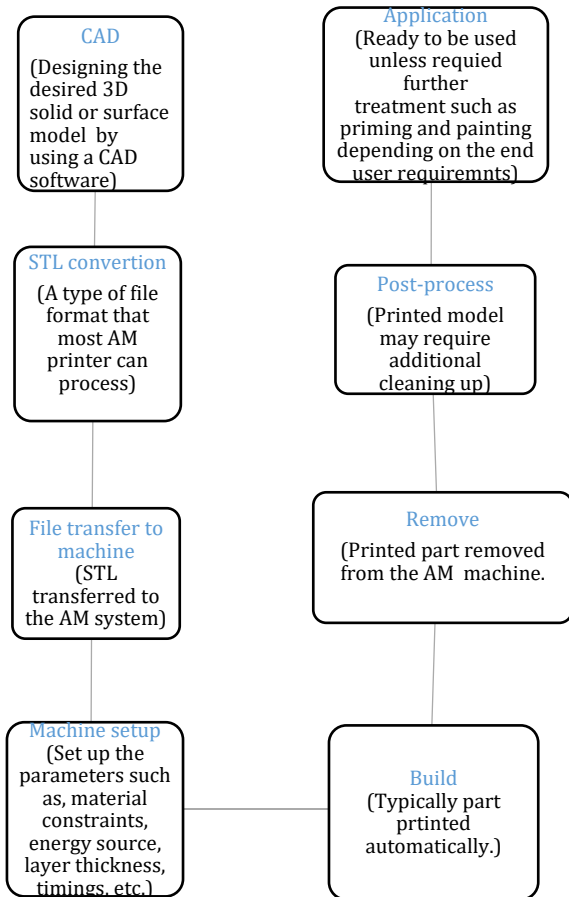 CAD
(Designing the
desired 3D
solid or surface
model  by
using a CAD
software)
STL convertion
(A type of file
format that
most AM
printer can
process)
File transfer to
machine
(STL
transferred to
the AM system)
Machine setup
(Set up the
parameters such
as, material
constraints,
energy source,
layer thickness,
timings, etc.)
Build
(Typically part
prtinted
automatically.)
Remove
(Printed part removed
from the AM  machine.
Post-process
(Printed model
may require
additional
cleaning up)
Application
(Ready to be used
unless requied
further
treatment such as
priming and painting
depending on the end
user requiremnts)